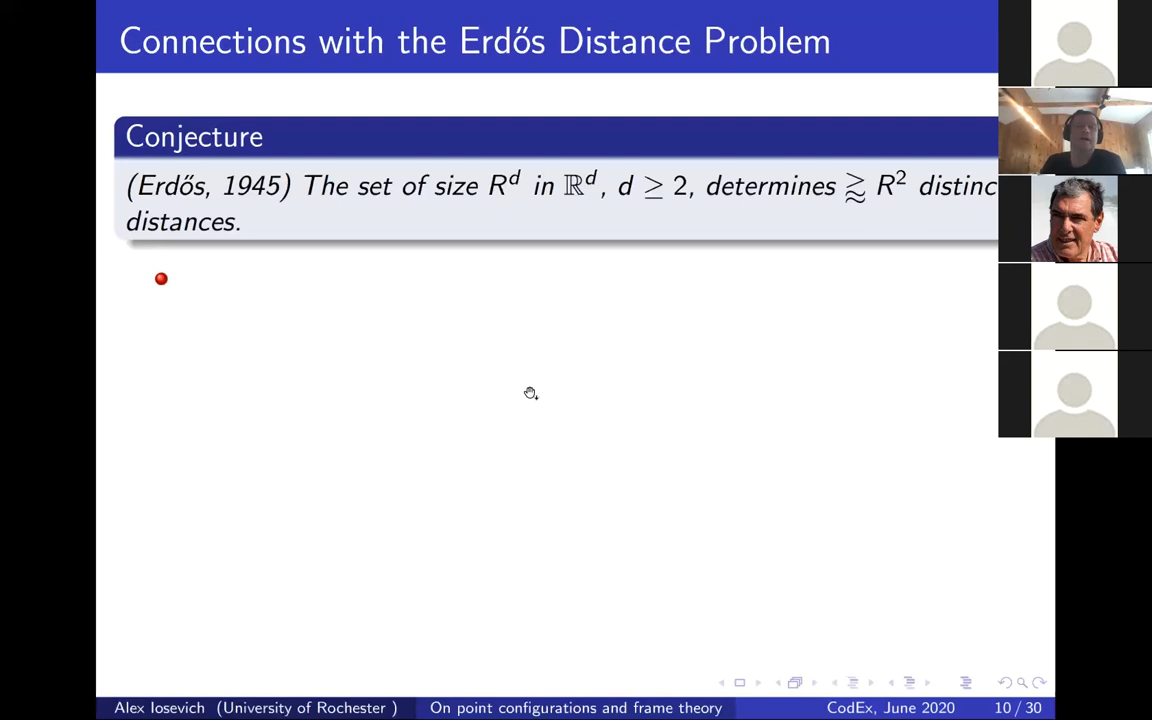 Connections with the Erdős Distance Problem
Conjecture
(Erdős, 1945) The set of size R^d in ℝ^d, d ≥ 2, determines ⪆ R^2 distinc
distances.
Alex Iosevich (University of Rochester ) On point configurations and frame theory CodEx, June 2020 10 / 30